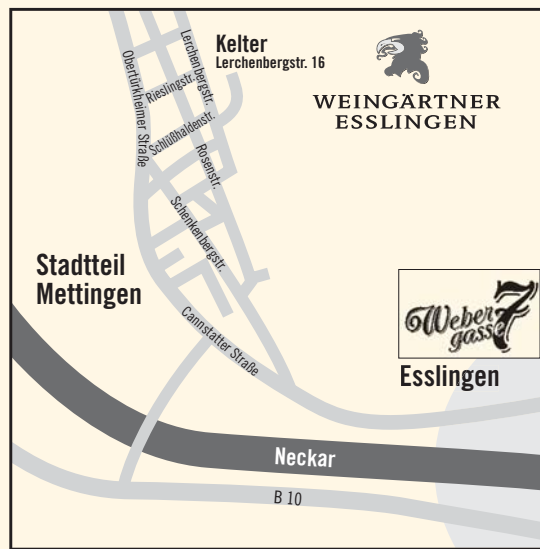 Kelter
Lerchenbergstr. 16
WEINGÄRTNER
ESSLINGEN
Obertürkheimer Straße
Lerchenbergstr.
Rieslingstr.
Schlüßhaldenstr.
Rosenstr.
Schenkenbergstr.
Stadtteil
Mettingen
Cannstatter Straße
Weber 7
gasse
Esslingen
Neckar
B 10